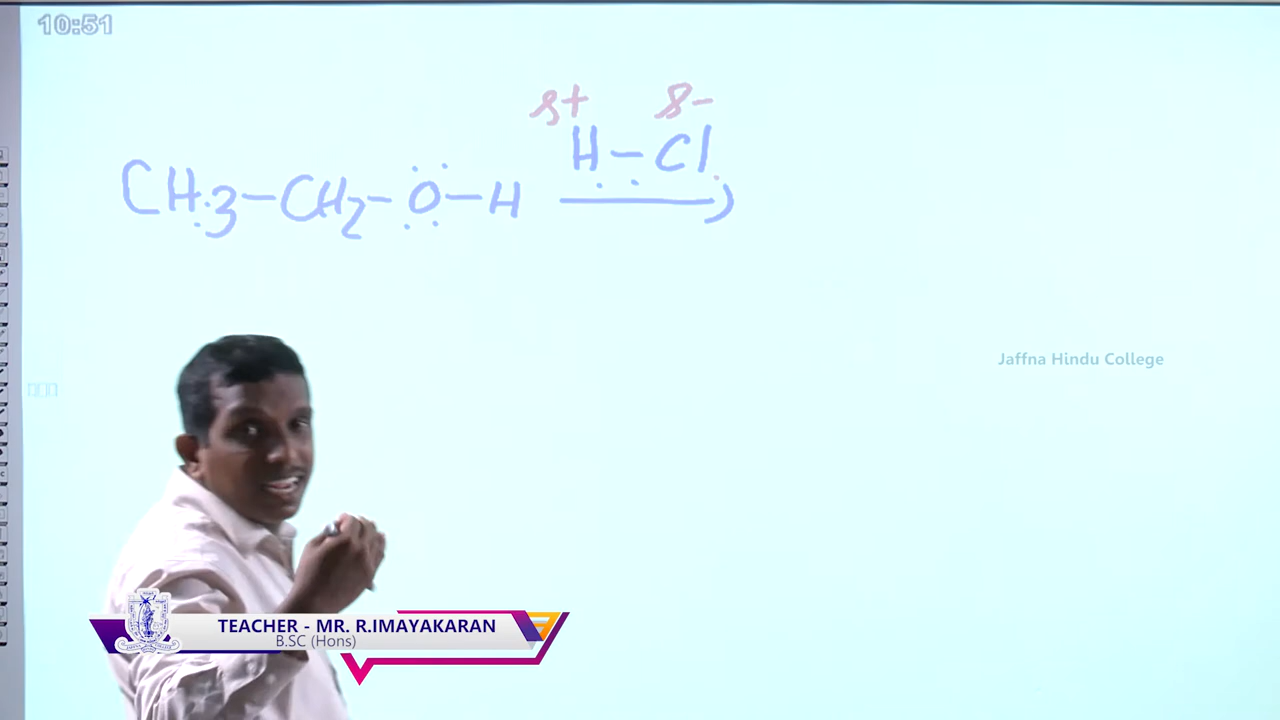 10:51
δ+ δ-
H-Cl
CH3-CH2-O-H
Jaffna Hindu College
TEACHER - MR. R.IMAYAKARAN
B.SC (Hons)